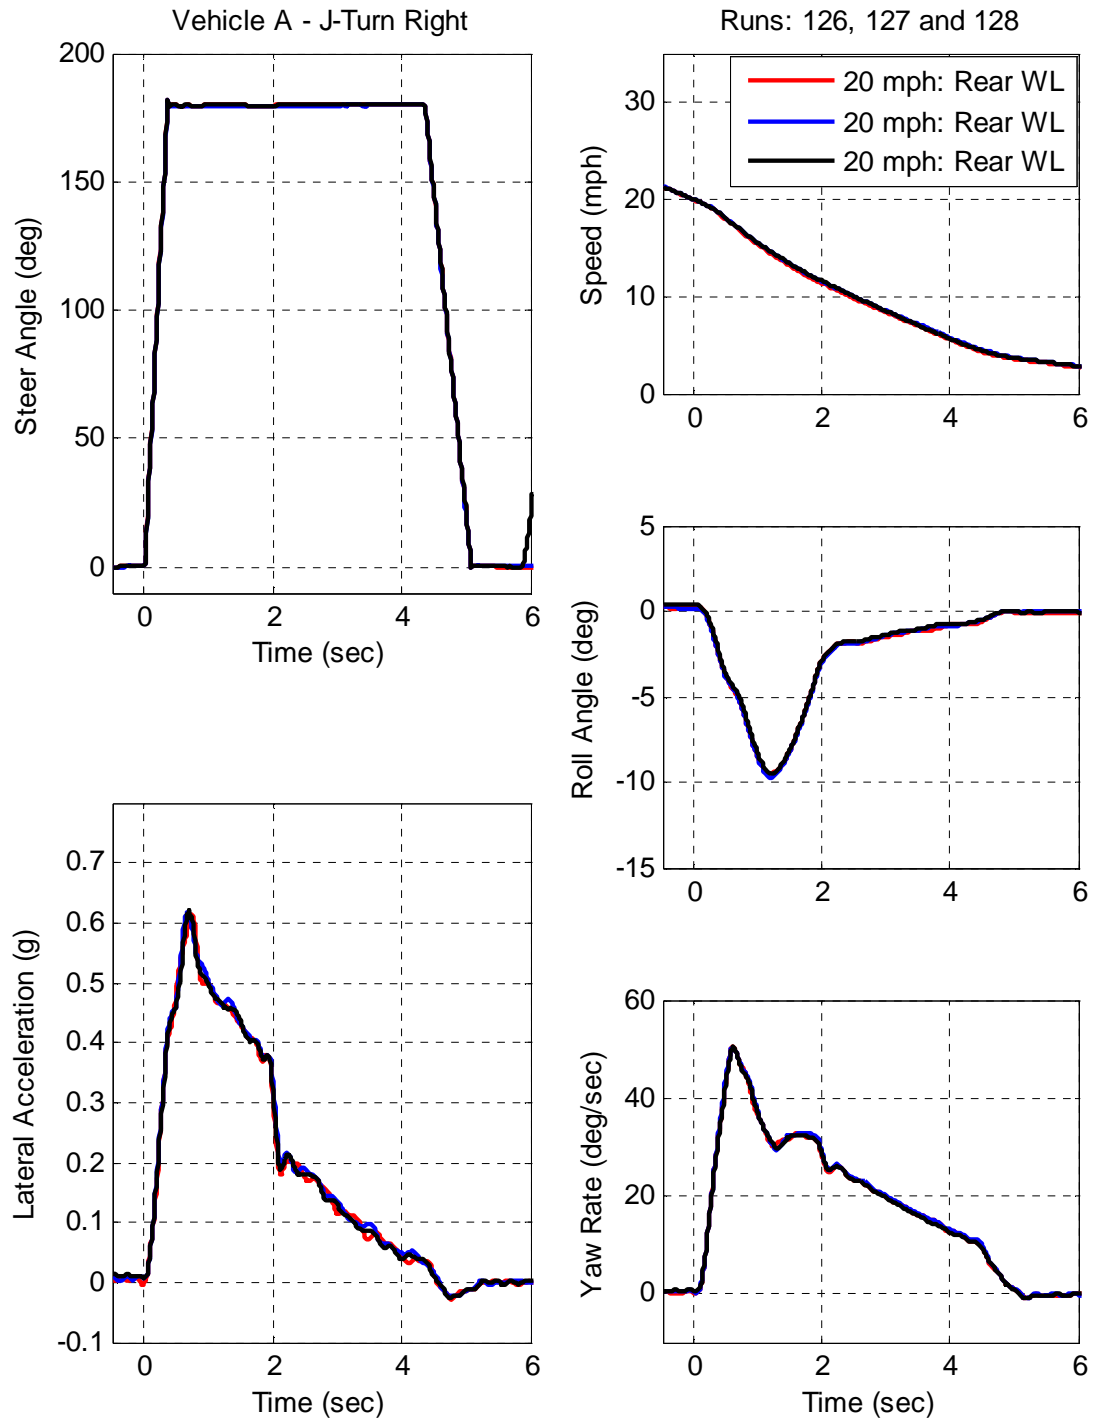 Vehicle A - J-Turn Right
Runs: 126, 127 and 128
200
150
100
50
0
Steer Angle (deg)
0 2 4 6
Time (sec)
20 mph: Rear WL
20 mph: Rear WL
20 mph: Rear WL
30
20
10
0
Speed (mph)
0 2 4 6
5
0
-5
-10
-15
Roll Angle (deg)
0 2 4 6
0.7
0.6
0.5
0.4
0.3
0.2
0.1
0
-0.1
Lateral Acceleration (g)
0 2 4 6
Time (sec)
60
40
20
0
Yaw Rate (deg/sec)
0 2 4 6
Time (sec)